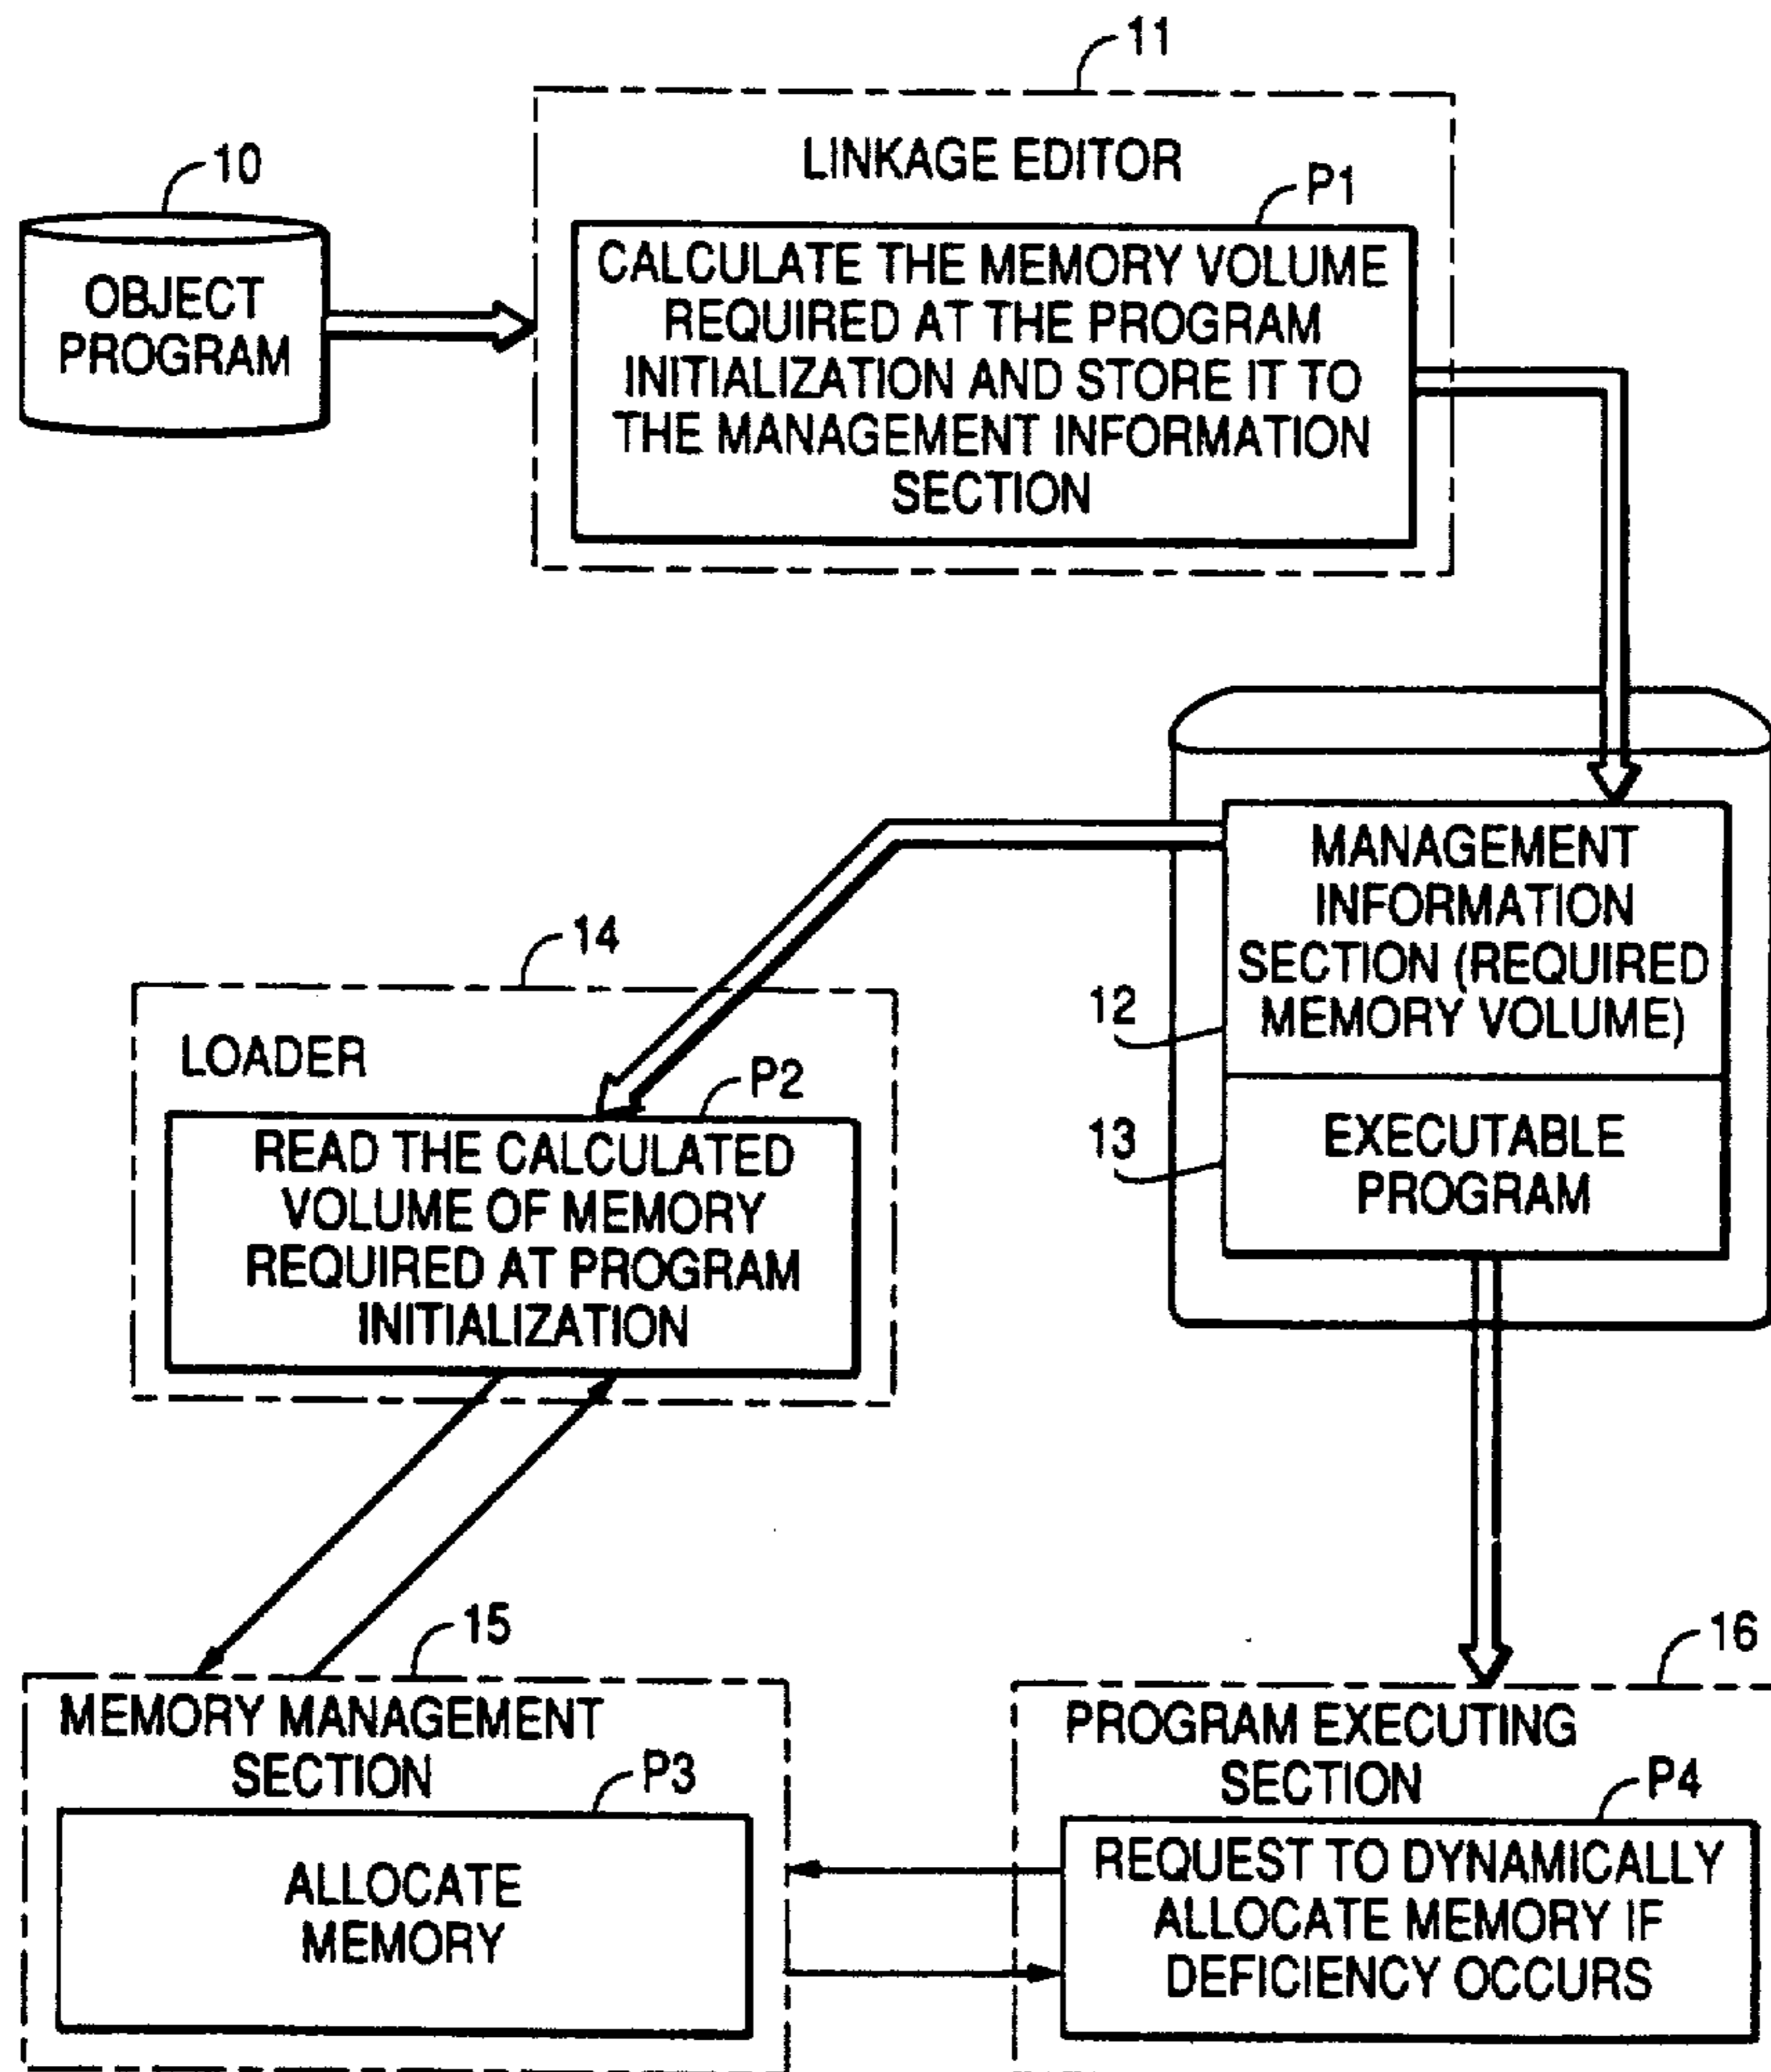 11
10
LINKAGE EDITOR
P1
OBJECT
PROGRAM
CALCULATE THE MEMORY VOLUME
REQUIRED AT THE PROGRAM
INITIALIZATION AND STORE IT TO
THE MANAGEMENT INFORMATION
SECTION
MANAGEMENT
INFORMATION
SECTION (REQUIRED
MEMORY VOLUME)
12
13
EXECUTABLE
PROGRAM
14
LOADER
P2
READ THE CALCULATED
VOLUME OF MEMORY
REQUIRED AT PROGRAM
INITIALIZATION
15
MEMORY MANAGEMENT
SECTION
P3
ALLOCATE
MEMORY
16
PROGRAM EXECUTING
SECTION
P4
REQUEST TO DYNAMICALLY
ALLOCATE MEMORY IF
DEFICIENCY OCCURS